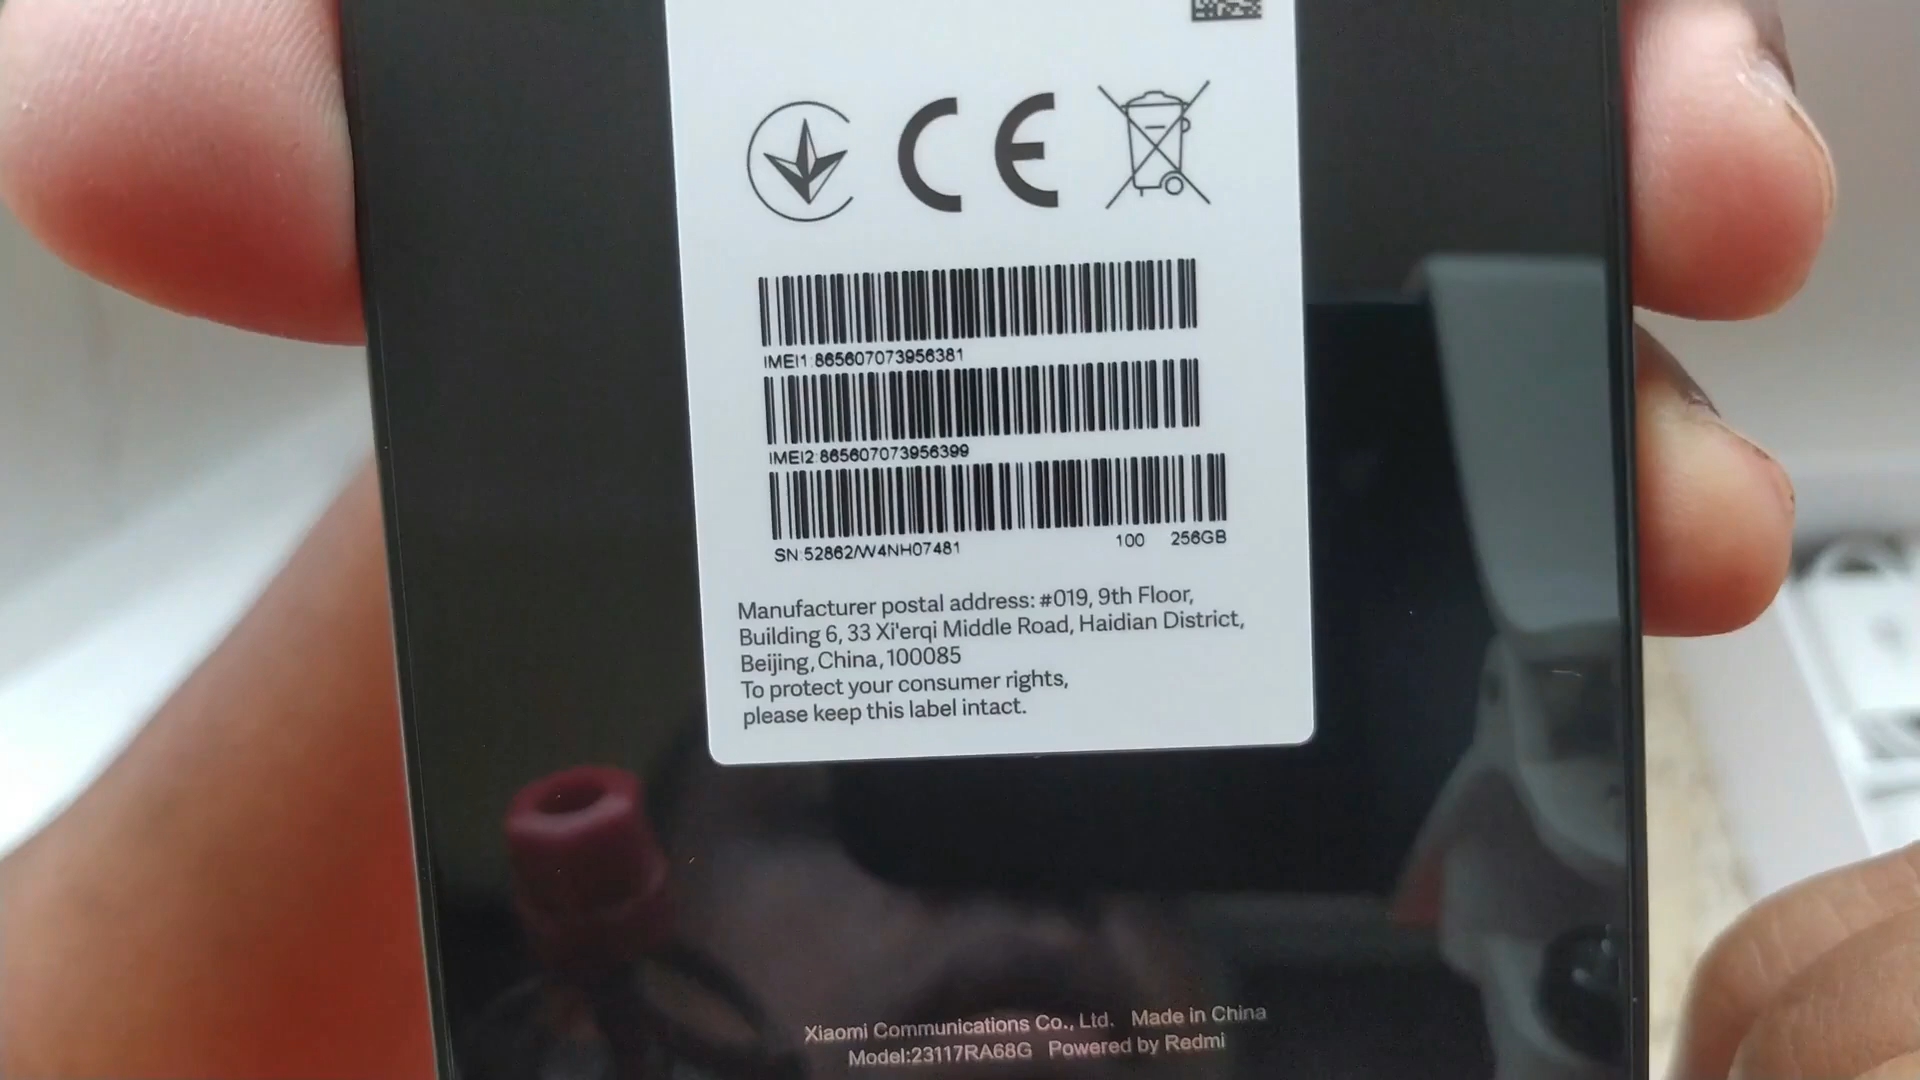 CE
IMEI1:865607073956381
IMEI2:865607073956399
SN:52862/W4NH07481 100 256GB
Manufacturer postal address: #019, 9th Floor,
Building 6, 33 Xi'erqi Middle Road, Haidian District,
Beijing, China, 100085
To protect your consumer rights,
please keep this label intact.
Xiaomi Communications Co., Ltd. Made in China
Model:23117RA68G Powered by Redmi